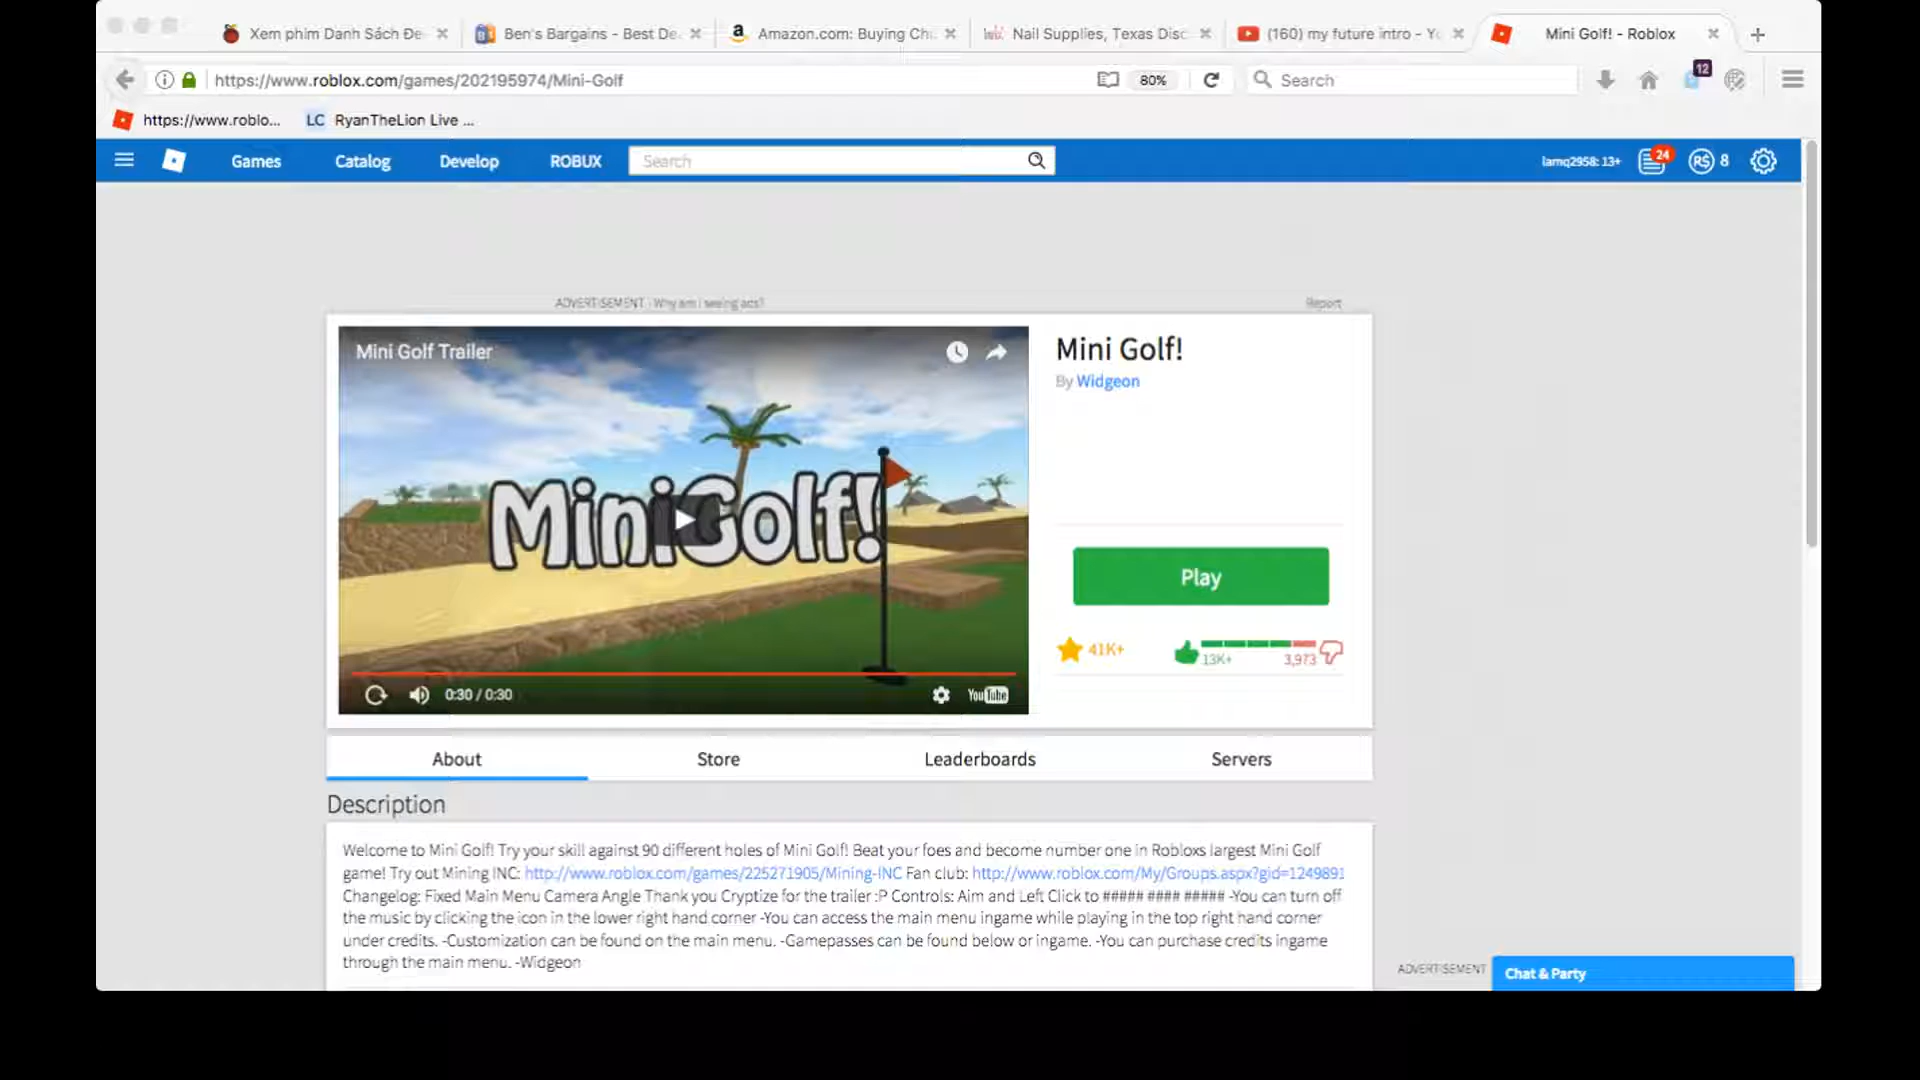 Xem phim Danh Sách Đe
Ben's Bargains - Best De
Amazon.com: Buying Ch
Nail Supplies, Texas Disc
(160) my future intro - Yo
Mini Golf! - Roblox
https://www.roblox.com/games/202195974/Mini-Golf
80%
Search
12
https://www.roblo...
LC RyanTheLion Live ...
Games
Catalog
Develop
ROBUX
Search
lamq2958: 13+
24
R$ 8
ADVERTISEMENT Why am I seeing ads?
Report
Mini Golf Trailer
MiniGolf!
0:30 / 0:30
YouTube
Mini Golf!
By Widgeon
Play
41K+
13K+
3,973
About
Store
Leaderboards
Servers
Description
Welcome to Mini Golf! Try your skill against 90 different holes of Mini Golf! Beat your foes and become number one in Robloxs largest Mini Golf
game! Try out Mining INC: http://www.roblox.com/games/225271905/Mining-INC Fan club: http://www.roblox.com/My/Groups.aspx?gid=1249891
Changelog: Fixed Main Menu Camera Angle Thank you Cryptize for the trailer :P Controls: Aim and Left Click to ##### #### ##### -You can turn off
the music by clicking the icon in the lower right hand corner -You can access the main menu ingame while playing in the top right hand corner
under credits. -Customization can be found on the main menu. -Gamepasses can be found below or ingame. -You can purchase credits ingame
through the main menu. -Widgeon
ADVERTISEMENT
Chat & Party